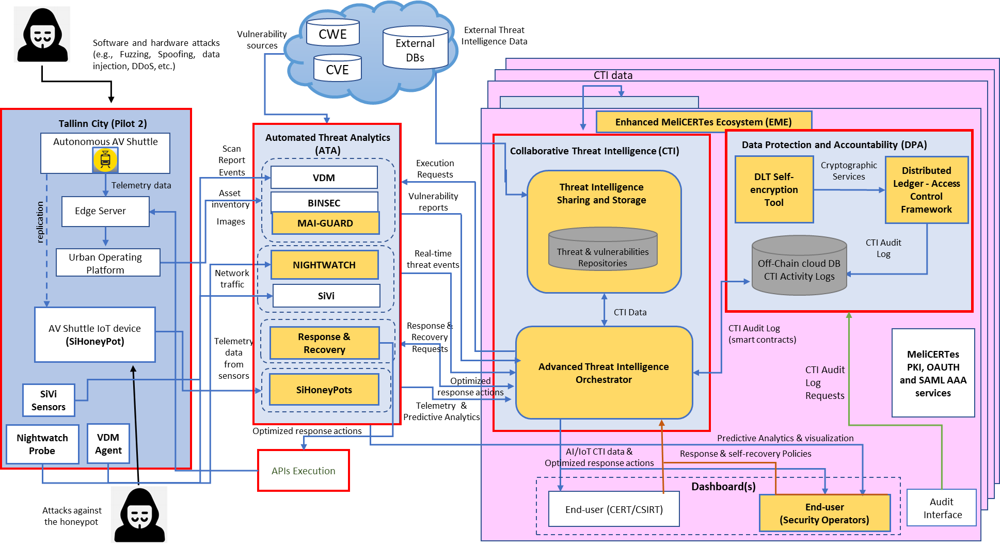 Software and hardware attacks
(e.g., Fuzzing, Spoofing, data
injection, DDoS, etc.)
Vulnerability
sources
CWE
CVE
External
DBs
External Threat
Intelligence Data
CTI data
Tallinn City (Pilot 2)
Autonomous AV Shuttle
Telemetry data
replication
Edge Server
Urban Operating
Platform
AV Shuttle IoT device
(SiHoneyPot)
SiVi
Sensors
Nightwatch
Probe
VDM
Agent
Attacks against
the honeypot
Scan
Report
Events
Asset
inventory
Images
Network
traffic
Telemetry
data
from
sensors
Automated Threat Analytics
(ATA)
VDM
BINSEC
MAI-GUARD
NIGHTWATCH
SiVi
Response &
Recovery
SiHoneyPots
Optimized response actions
APIs Execution
Execution
Requests
Vulnerability
reports
Real-time
threat events
Response &
Recovery
Requests
Optimized
response actions
Telemetry &
Predictive Analytics
Enhanced MeliCERTes Ecosystem (EME)
Collaborative Threat Intelligence (CTI)
Threat Intelligence
Sharing and Storage
Threat & vulnerabilities
Repositories
CTI Data
Advanced Threat Intelligence
Orchestrator
Data Protection and Accountability (DPA)
DLT Self-
encryption
Tool
Cryptographic
Services
Distributed
Ledger - Access
Control
Framework
CTI Audit
Log
Off-Chain cloud DB
CTI Activity Logs
CTI Audit Log
(smart contracts)
CTI Audit
Log
Requests
MeliCERTes
PKI, OAUTH
and SAML AAA
services
Predictive Analytics & visualization
AI/IoT CTI data &
Optimized response actions
Response & self-recovery Policies
Dashboard(s)
End-user (CERT/CSIRT)
End-user
(Security Operators)
Audit
Interface